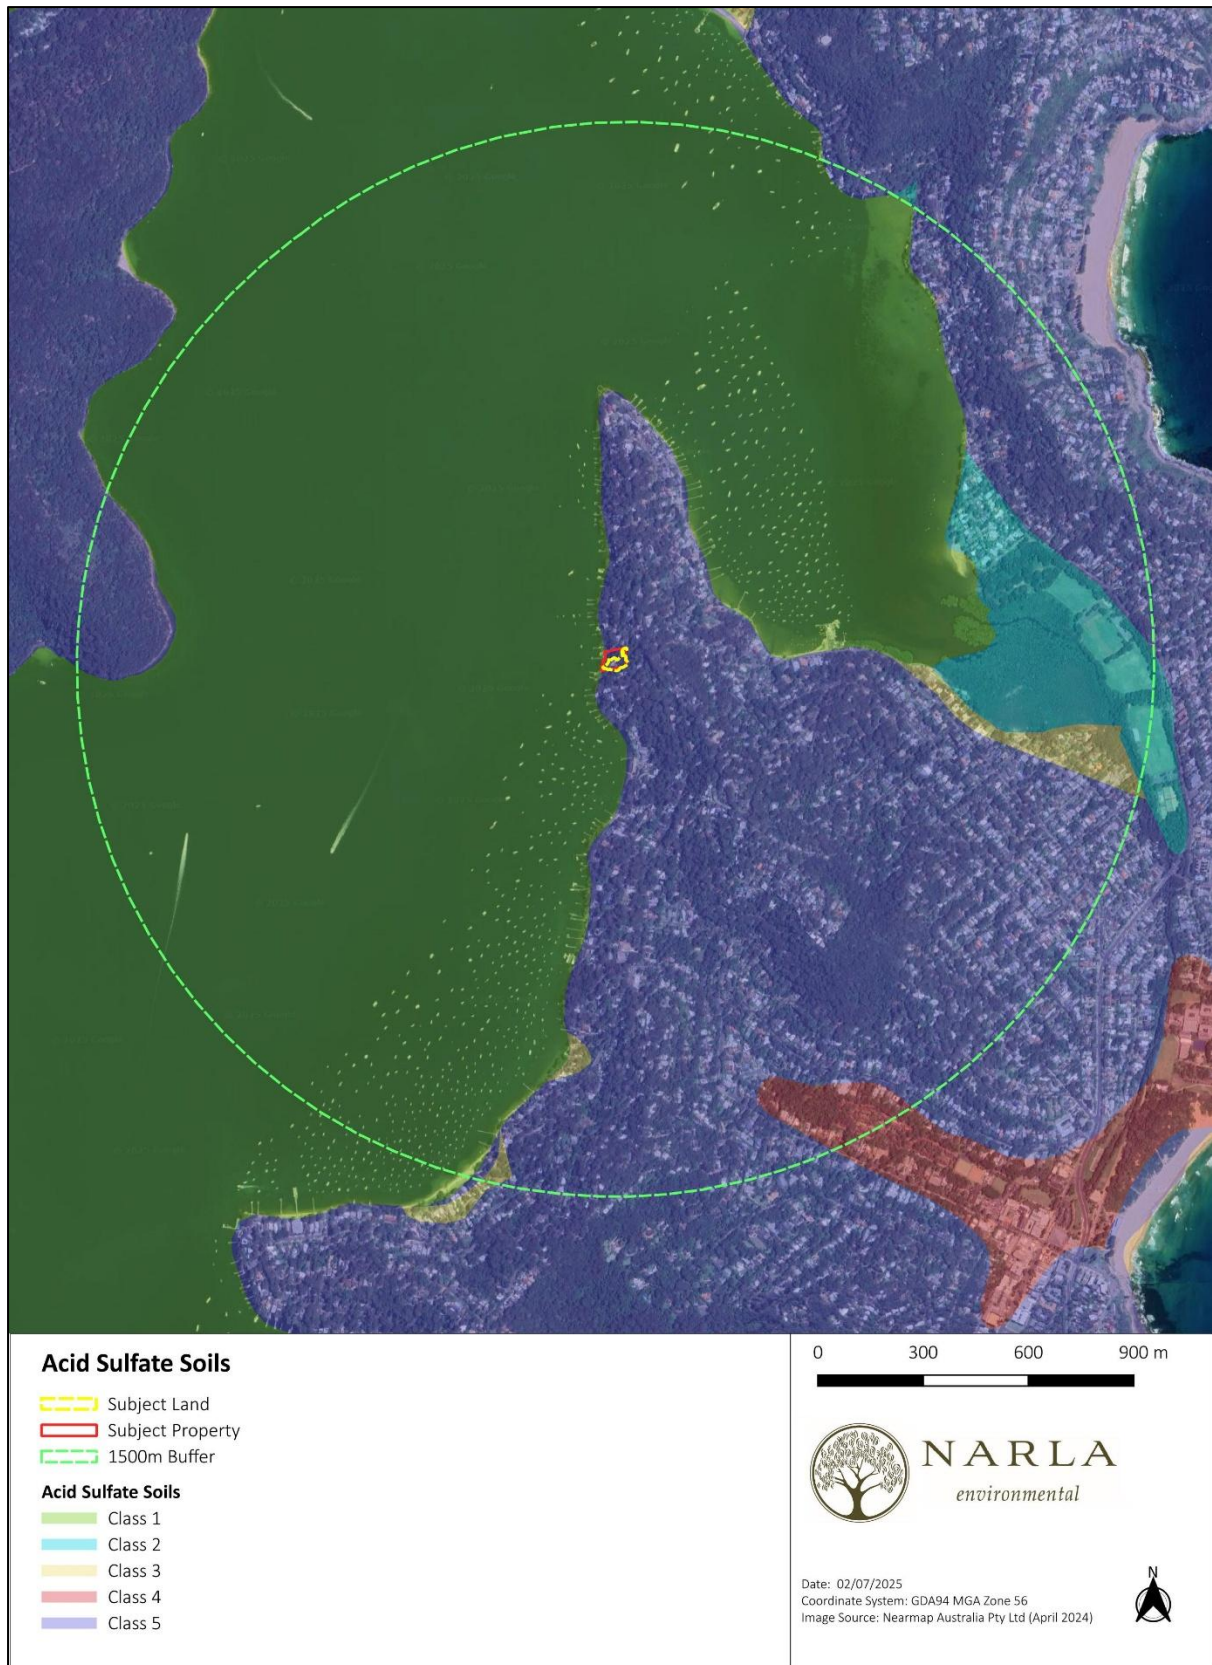 Acid Sulfate Soils
Subject Land
Subject Property
1500m Buffer
Acid Sulfate Soils
Class 1
Class 2
Class 3
Class 4
Class 5
0 300 600 900 m
NARLA
environmental
Date: 02/07/2025
Coordinate System: GDA94 MGA Zone 56
Image Source: Nearmap Australia Pty Ltd (April 2024)
N